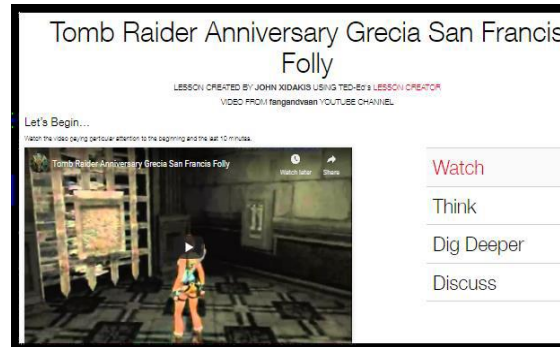 Tomb Raider Anniversary Grecia San Francis
Folly
LESSON CREATED BY JOHN XIDAKIS USING TED-Ed's LESSON CREATOR
VIDEO FROM fangandvaan YOUTUBE CHANNEL
Let's Begin…
Watch the video paying particular attention to the beginning and the last 10 minutes.
Tomb Raider Anniversary Grecia San Francis Folly
Watch later
Share
Watch
Think
Dig Deeper
Discuss